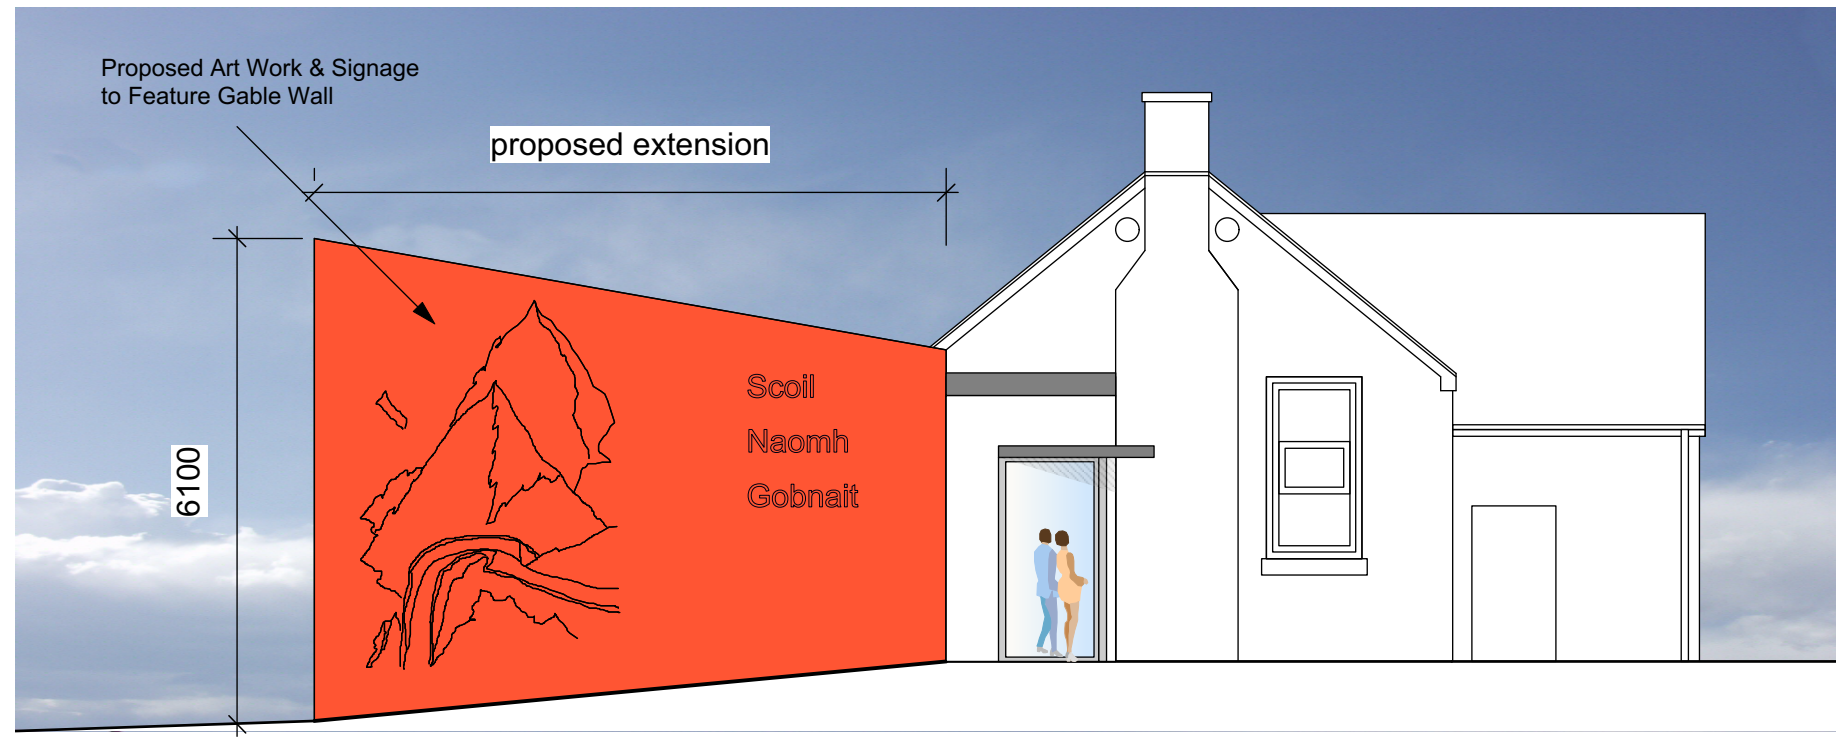 Proposed Art Work & Signage
to Feature Gable Wall
proposed extension
6100
Scoil
Naomh
Gobnait